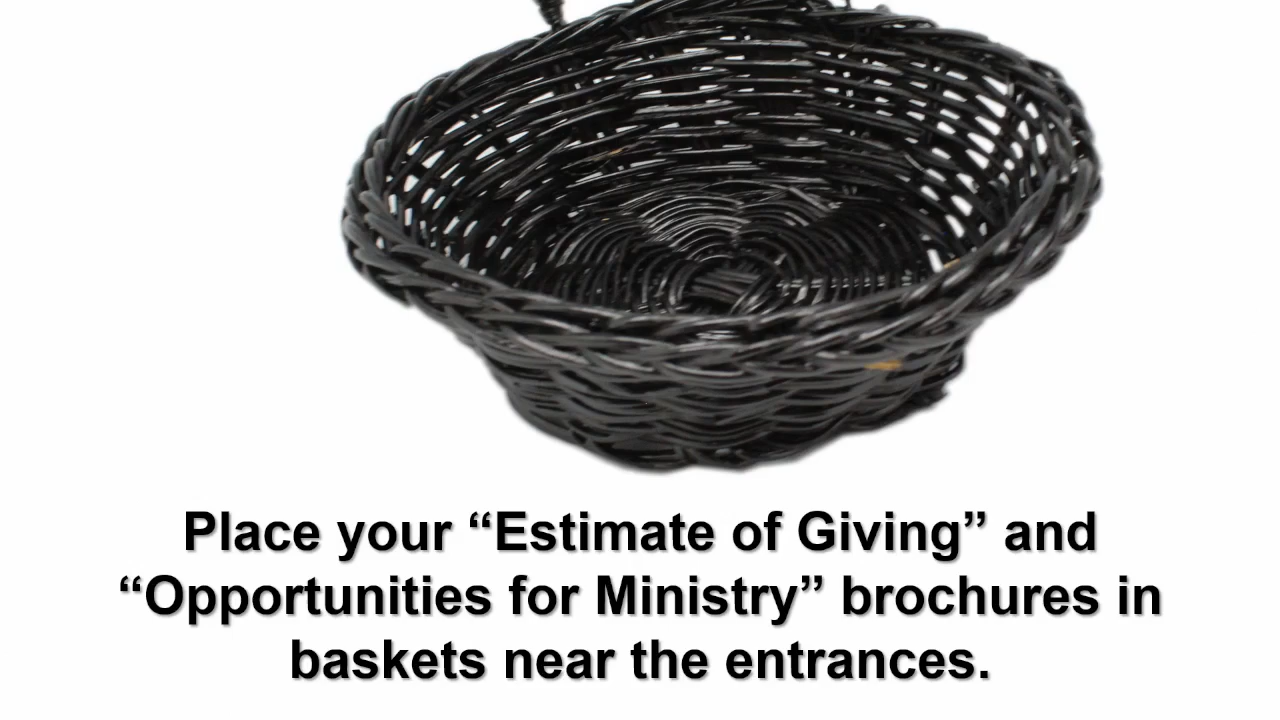 Place your “Estimate of Giving” and
“Opportunities for Ministry” brochures in
baskets near the entrances.